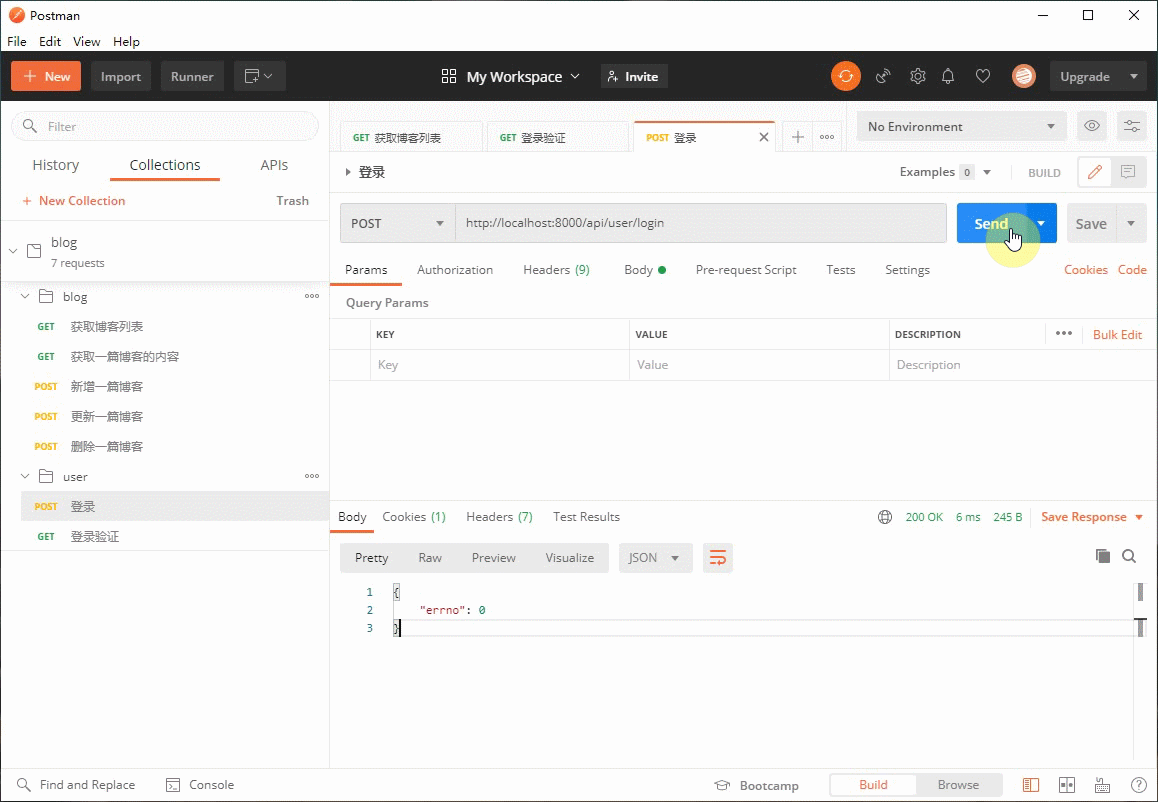 Postman
File Edit View Help
New Import Runner My Workspace Invite Upgrade
Filter
History Collections APIs
+ New Collection Trash
blog
7 requests
blog
GET 获取博客列表
GET 获取一篇博客的内容
POST 新增一篇博客
POST 更新一篇博客
POST 删除一篇博客
user
POST 登录
GET 登录验证
GET 获取博客列表 GET 登录验证 POST 登录 No Environment
登录 Examples 0 BUILD
POST http://localhost:8000/api/user/login Send Save
Params Authorization Headers (9) Body Pre-request Script Tests Settings Cookies Code
Query Params
KEY VALUE DESCRIPTION Bulk Edit
Key Value Description
Body Cookies (1) Headers (7) Test Results 200 OK 6 ms 245 B Save Response
Pretty Raw Preview Visualize JSON
1 {
2 "errno": 0
3 }
Find and Replace Console Bootcamp Build Browse